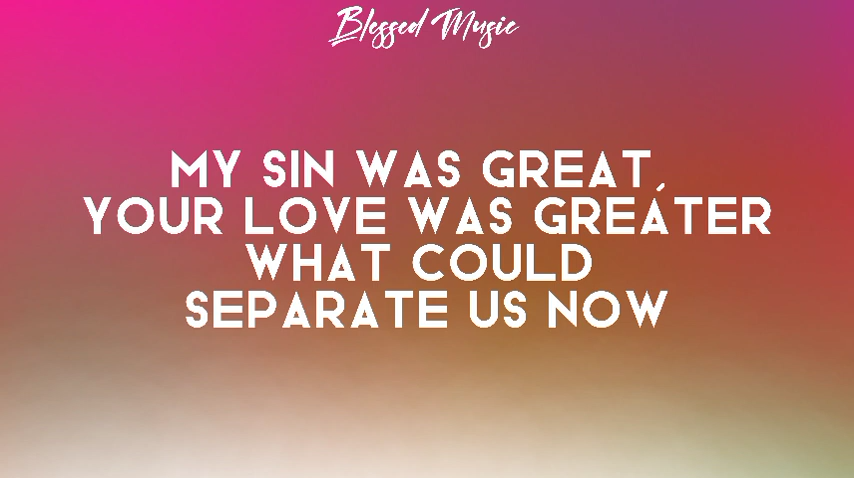 Blessed Music
MY SIN WAS GREAT,
YOUR LOVE WAS GREATER
WHAT COULD
SEPARATE US NOW